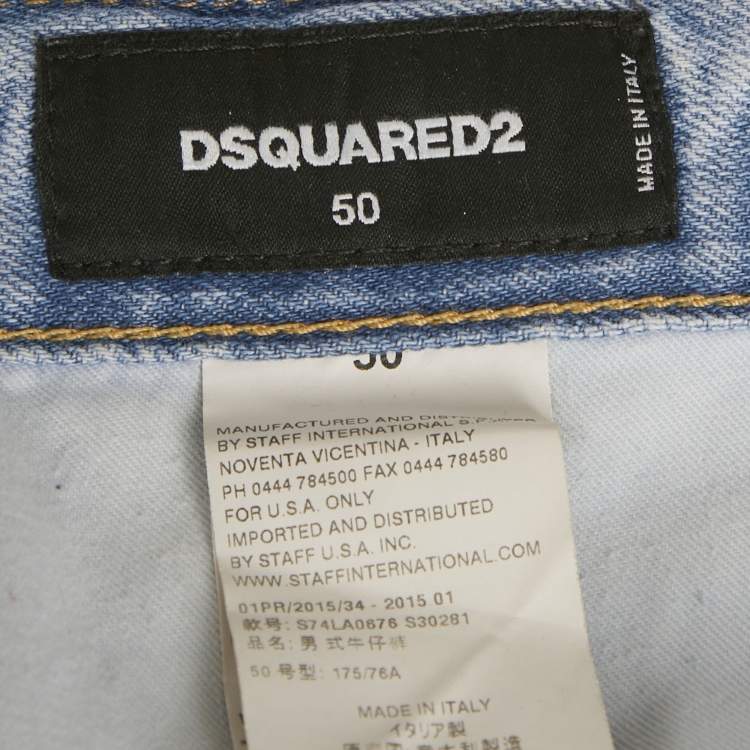 DSQUARED2
50
MADE IN ITALY
50
MANUFACTURED AND
BY STAFF INTERNATIONAL S.P.A.
NOVENTA VICENTINA - ITALY
PH 0444 784500 FAX 0444 784580
FOR U.S.A. ONLY
IMPORTED AND DISTRIBUTED
BY STAFF U.S.A. INC.
WWW.STAFFINTERNATIONAL.COM
01PR/2015/34 - 2015 01
款号: S74LA0676 S30281
品名: 男 式牛仔裤
50 号型: 175/76A
MADE IN ITALY
イタリア製